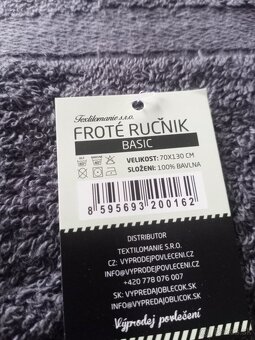 Textilomanie s.r.o.
FROTÉ RUČNIK
BASIC
VELIKOST: 70X130 CM
SLOŽENÍ: 100% BAVLNA
8 595693 200162
DISTRIBUTOR
TEXTILOMANIE S.R.O.
CZ: VYPRODEJPOVLECENI.CZ
INFO@VYPRODEJPOVLECENI.CZ
+420 778 076 007
SK: VYPREDAJOBLICOK.SK
INFO@VYPREDAJOBLICOK.SK
Výprodej povlečení